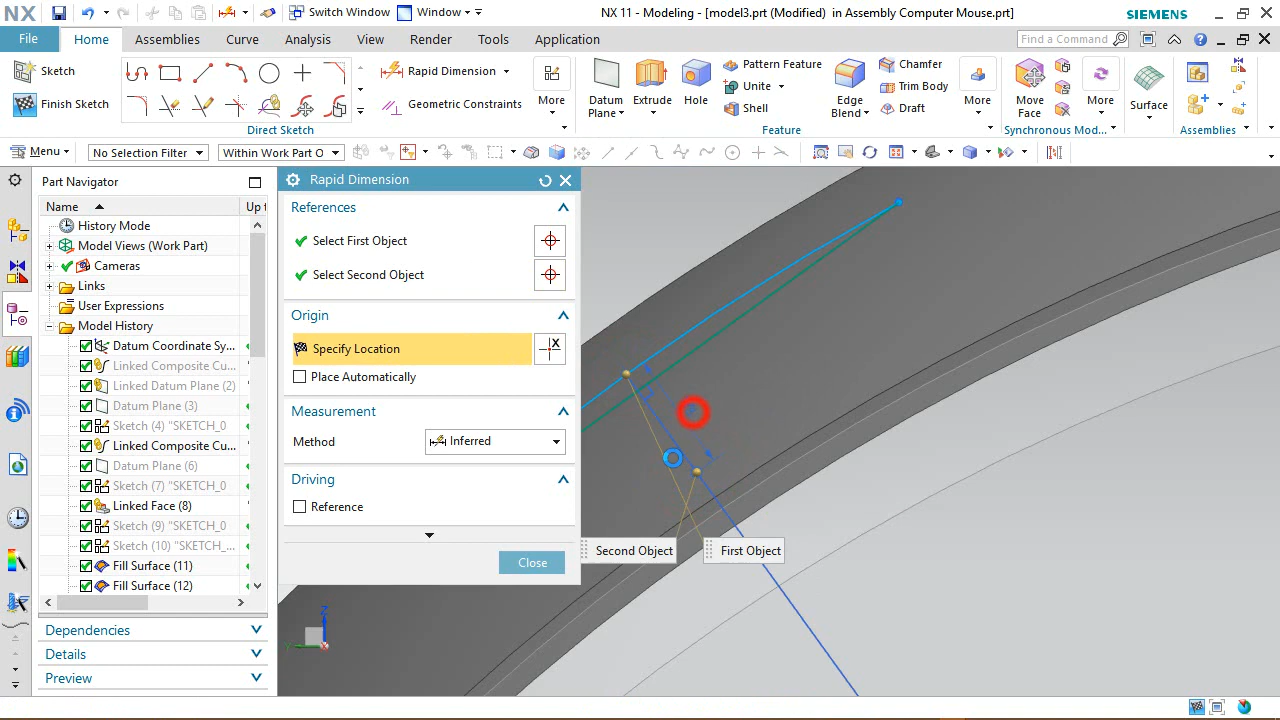 NX
Switch Window
Window
NX 11 - Modeling - [model3.prt (Modified) in Assembly Computer Mouse.prt]
SIEMENS
File
Home
Assemblies
Curve
Analysis
View
Render
Tools
Application
Find a Command
Sketch
Finish Sketch
Direct Sketch
Rapid Dimension
Geometric Constraints
More
Datum
Plane
Extrude
Hole
Pattern Feature
Unite
Shell
Edge
Blend
Chamfer
Trim Body
Draft
More
Feature
Move
Face
More
Synchronous Mod...
Surface
Assemblies
Menu
No Selection Filter
Within Work Part O
Part Navigator
Name
Up t
History Mode
Model Views (Work Part)
Cameras
Links
User Expressions
Model History
Datum Coordinate Sy...
Linked Composite Cu...
Linked Datum Plane (2)
Datum Plane (3)
Sketch (4) "SKETCH_0
Linked Composite Cu...
Datum Plane (6)
Sketch (7) "SKETCH_0
Linked Face (8)
Sketch (9) "SKETCH_0
Sketch (10) "SKETCH_...
Fill Surface (11)
Fill Surface (12)
Dependencies
Details
Preview
Rapid Dimension
References
Select First Object
Select Second Object
Origin
Specify Location
Place Automatically
Measurement
Method
Inferred
Driving
Reference
Close
Second Object
First Object
Z